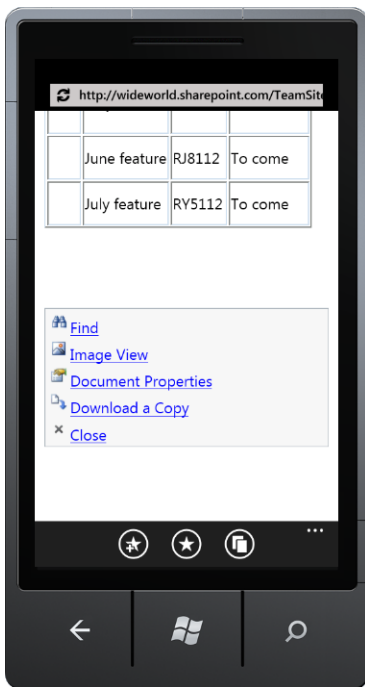 http://wideworld.sharepoint.com/TeamSite
June feature RJ8112 To come
July feature RY5112 To come
Find
Image View
Document Properties
Download a Copy
Close